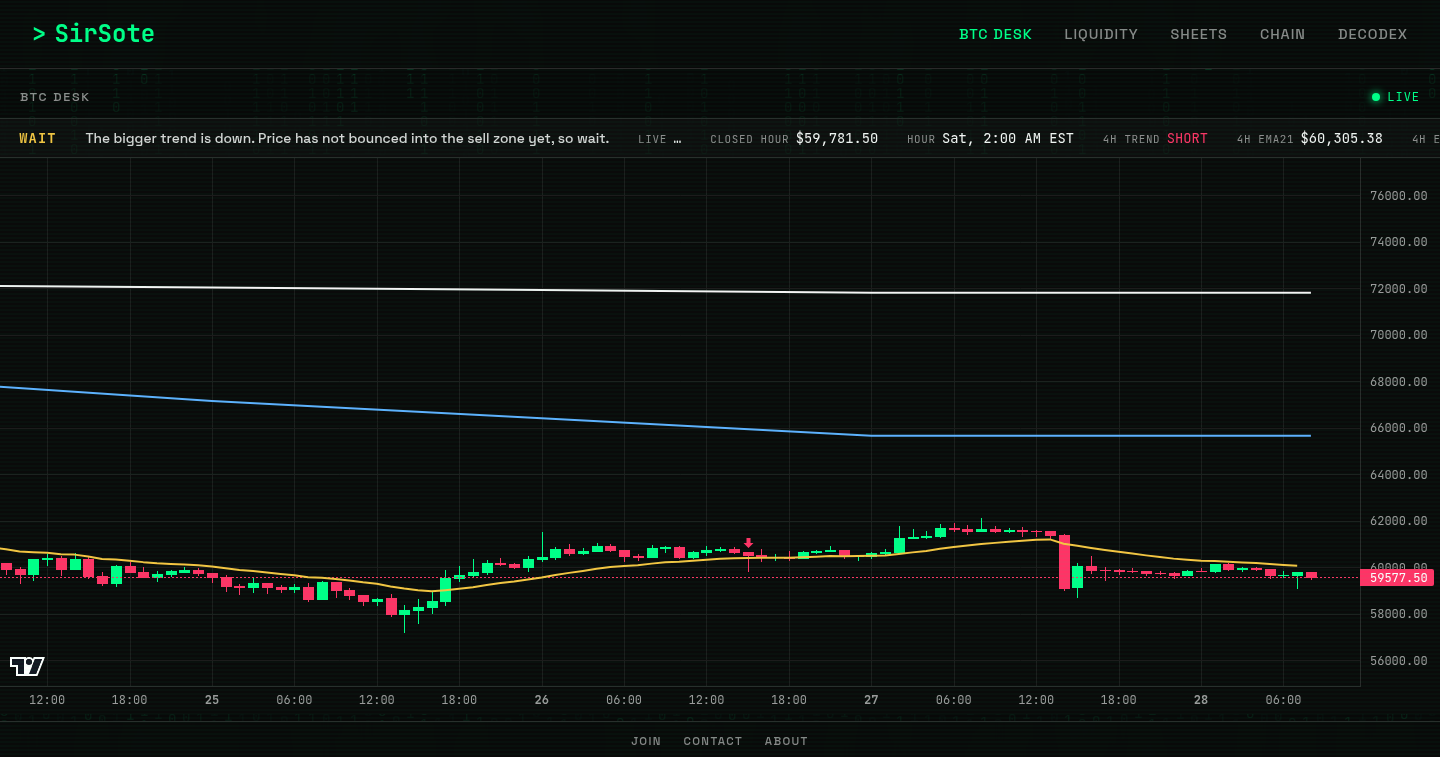 > SirSote
BTC DESK LIQUIDITY SHEETS CHAIN DECODEX
BTC DESK
LIVE
WAIT The bigger trend is down. Price has not bounced into the sell zone yet, so wait. LIVE … CLOSED HOUR $59,781.50 HOUR Sat, 2:00 AM EST 4H TREND SHORT 4H EMA21 $60,305.38 4H E
76000.00
74000.00
72000.00
70000.00
68000.00
66000.00
64000.00
62000.00
60000.00
59577.50
58000.00
56000.00
12:00 18:00 25 06:00 12:00 18:00 26 06:00 12:00 18:00 27 06:00 12:00 18:00 28 06:00
JOIN CONTACT ABOUT